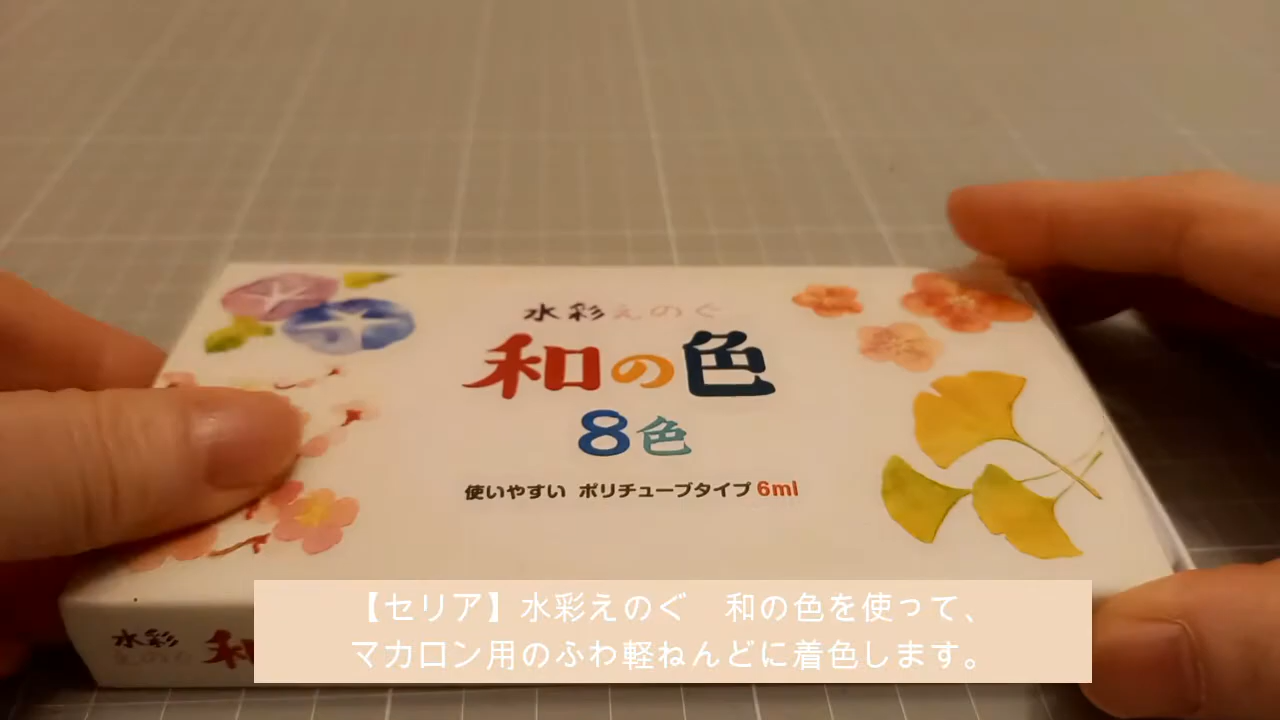 水彩えのぐ
和の色
8色
使いやすい ポリチューブタイプ 6ml
水彩
和
【セリア】水彩えのぐ　和の色を使って、
マカロン用のふわ軽ねんどに着色します。